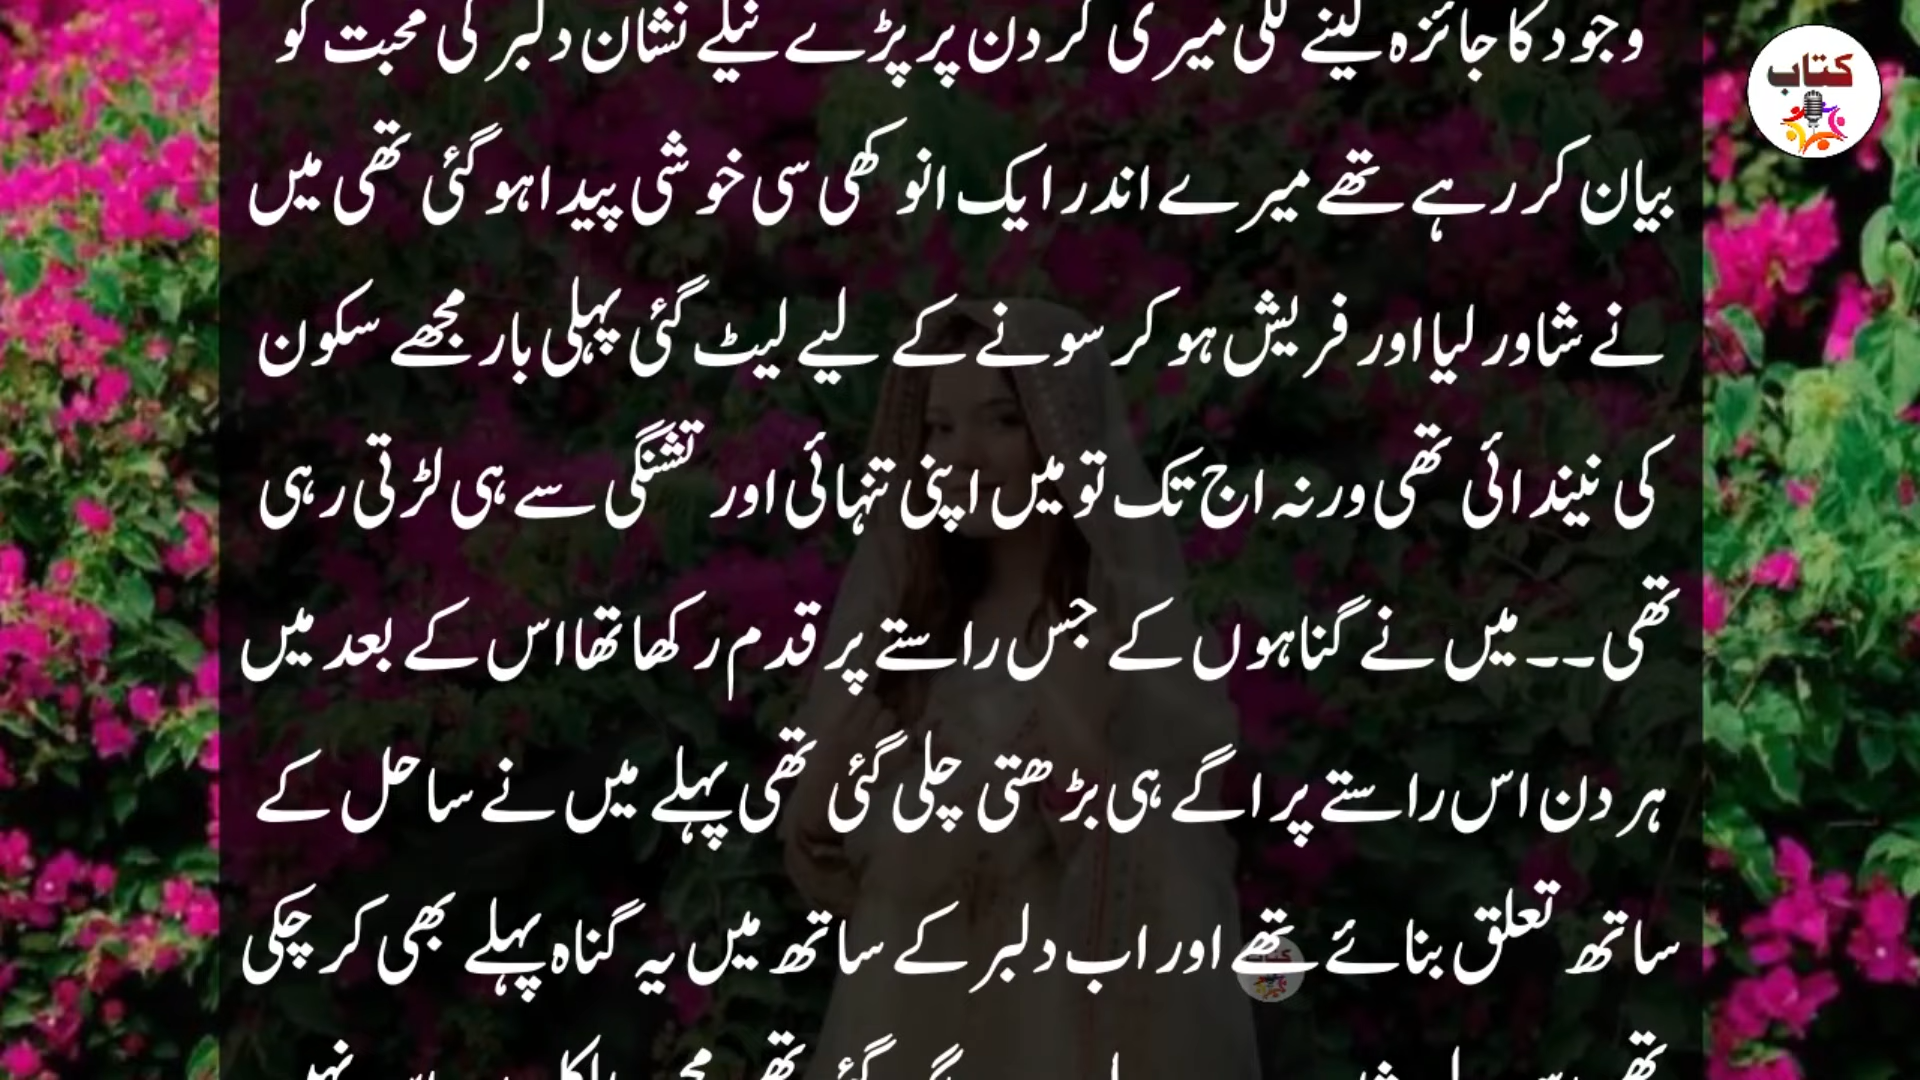 وجود کا جائزہ لینے لگی میری گردن پر پڑے نیلے نشان دلبر کی محبت کو
بیان کر رہے تھے میرے اندر ایک انوکھی سی خوشی پیدا ہو گئی تھی میں
نے شاور لیا اور فریش ہو کر سونے کے لیے لیٹ گئی پہلی بار مجھے سکون
کی نیند ائی تھی ورنہ اج تک تو میں اپنی تنہائی اور تشنگی سے ہی لڑتی رہی
تھی۔۔میں نے گناہوں کے جس راستے پر قدم رکھا تھا اس کے بعد میں
ہر دن اس راستے پر اگے ہی بڑھتی چلی گئی تھی پہلے میں نے ساحل کے
ساتھ تعلق بنائے تھے اور اب دلبر کے ساتھ میں یہ گناہ پہلے بھی کر چکی
کتاب
کتاب